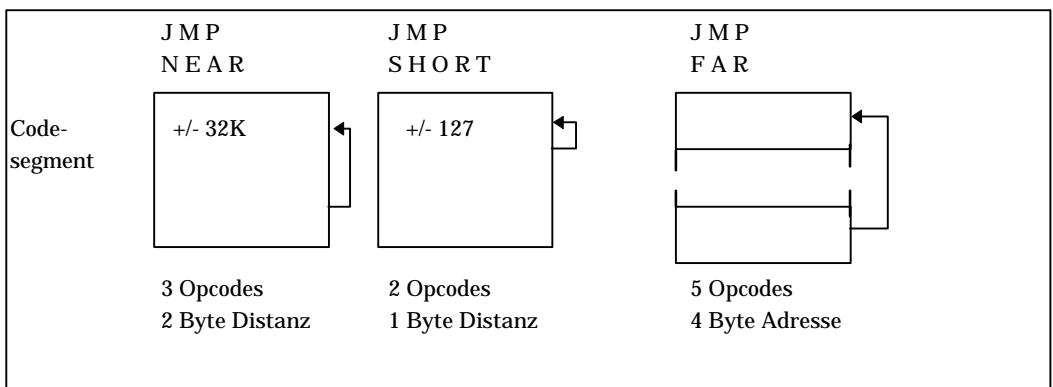 JMP
NEAR
JMP
SHORT
JMP
FAR
Code-
segment
+/- 32K
+/- 127
3 Opcodes
2 Byte Distanz
2 Opcodes
1 Byte Distanz
5 Opcodes
4 Byte Adresse